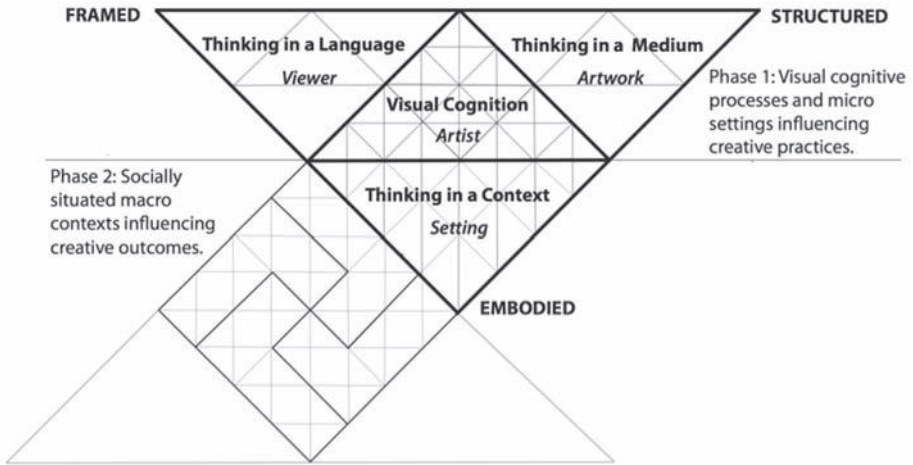 FRAMED
STRUCTURED
Thinking in a Language
Viewer
Thinking in a Medium
Artwork
Visual Cognition
Artist
Phase 1: Visual cognitive
processes and micro
settings influencing
creative practices.
Phase 2: Socially
situated macro
contexts influencing
creative outcomes.
Thinking in a Context
Setting
EMBODIED